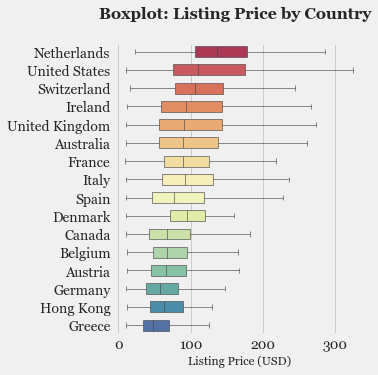 Boxplot: Listing Price by Country
Netherlands
United States
Switzerland
Ireland
United Kingdom
Australia
France
Italy
Spain
Denmark
Canada
Belgium
Austria
Germany
Hong Kong
Greece
0 100 200 300
Listing Price (USD)